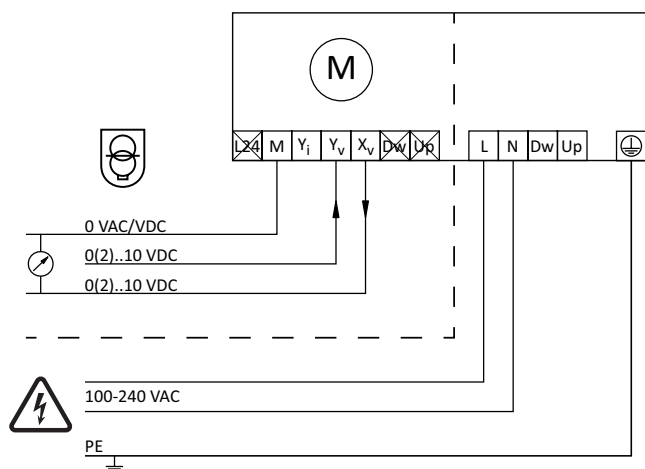 M
L24 M Yi Yv Xv Dw Up L N Dw Up
0 VAC/VDC
0(2)..10 VDC
0(2)..10 VDC
100-240 VAC
PE